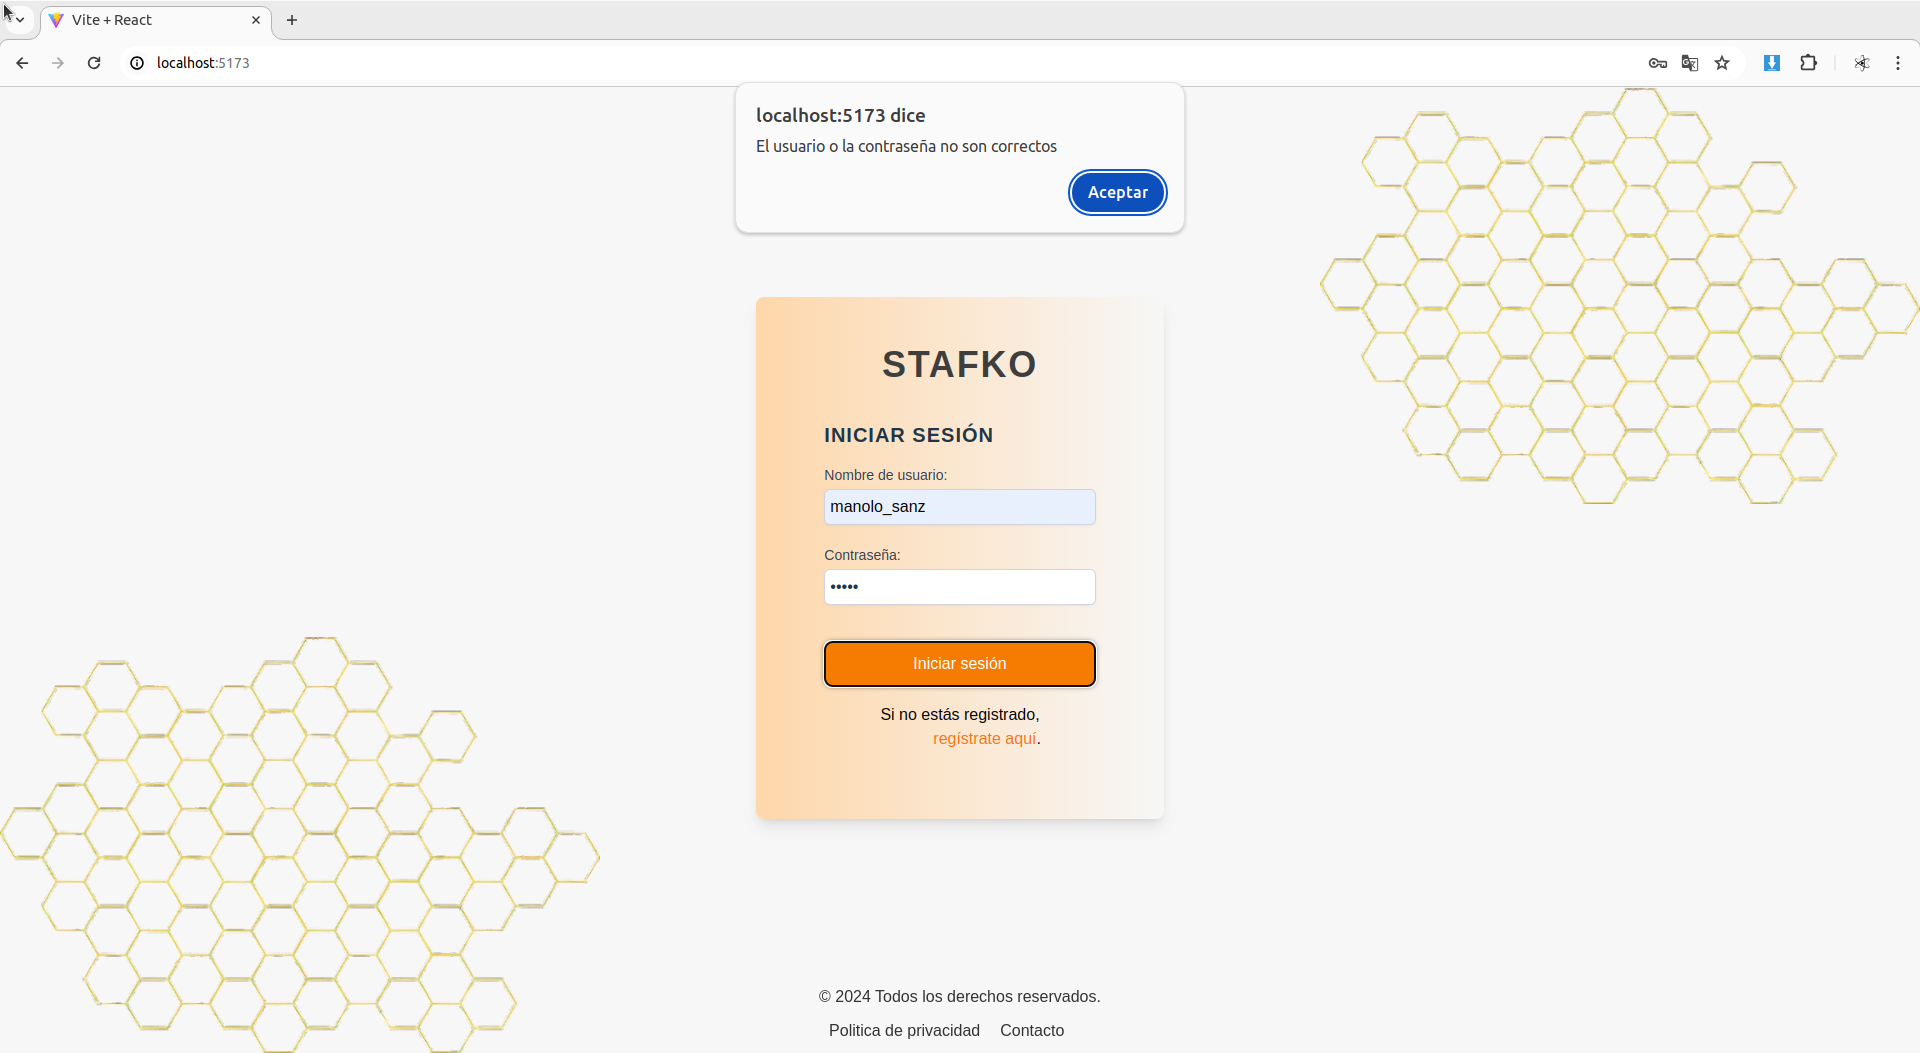 Vite + React
localhost:5173
localhost:5173 dice
El usuario o la contraseña no son correctos
Aceptar
STAFKO
INICIAR SESIÓN
Nombre de usuario:
manolo_sanz
Contraseña:
•••••
Iniciar sesión
Si no estás registrado,
regístrate aquí.
© 2024 Todos los derechos reservados.
Politica de privacidad Contacto